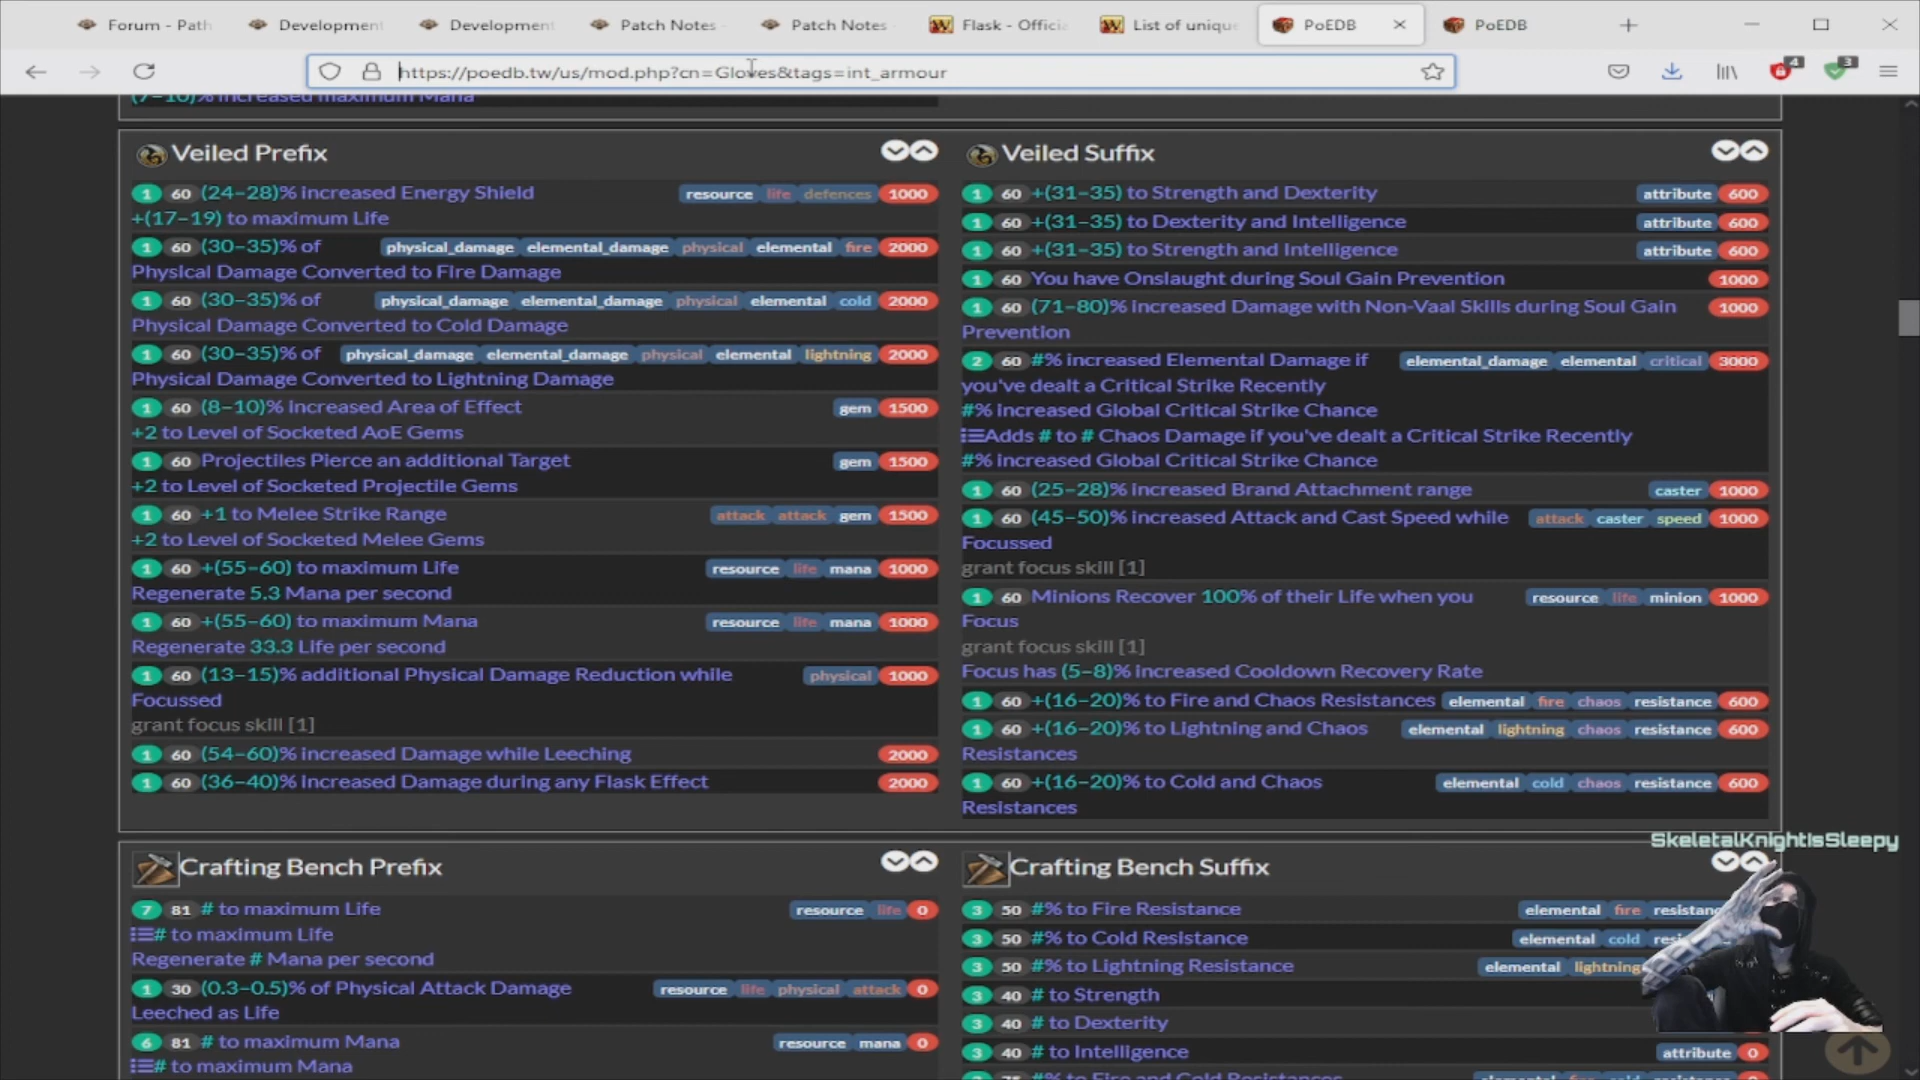 Forum - Path
Development
Development
Patch Notes
Patch Notes
Flask - Officia
List of unique
PoEDB
PoEDB
https://poedb.tw/us/mod.php?cn=Gloves&tags=int_armour
4
3
(7–10)% increased maximum Mana
Veiled Prefix
1 60 (24–28)% increased Energy Shield resource life defences 1000
+(17–19) to maximum Life
1 60 (30–35)% of physical_damage elemental_damage physical elemental fire 2000
Physical Damage Converted to Fire Damage
1 60 (30–35)% of physical_damage elemental_damage physical elemental cold 2000
Physical Damage Converted to Cold Damage
1 60 (30–35)% of physical_damage elemental_damage physical elemental lightning 2000
Physical Damage Converted to Lightning Damage
1 60 (8–10)% increased Area of Effect gem 1500
+2 to Level of Socketed AoE Gems
1 60 Projectiles Pierce an additional Target gem 1500
+2 to Level of Socketed Projectile Gems
1 60 +1 to Melee Strike Range attack attack gem 1500
+2 to Level of Socketed Melee Gems
1 60 +(55–60) to maximum Life resource life mana 1000
Regenerate 5.3 Mana per second
1 60 +(55–60) to maximum Mana resource life mana 1000
Regenerate 33.3 Life per second
1 60 (13–15)% additional Physical Damage Reduction while physical 1000
Focussed
grant focus skill [1]
1 60 (54–60)% increased Damage while Leeching 2000
1 60 (36–40)% increased Damage during any Flask Effect 2000
Veiled Suffix
1 60 +(31–35) to Strength and Dexterity attribute 600
1 60 +(31–35) to Dexterity and Intelligence attribute 600
1 60 +(31–35) to Strength and Intelligence attribute 600
1 60 You have Onslaught during Soul Gain Prevention 1000
1 60 (71–80)% increased Damage with Non-Vaal Skills during Soul Gain 1000
Prevention
2 60 #% increased Elemental Damage if elemental_damage elemental critical 3000
you've dealt a Critical Strike Recently
#% increased Global Critical Strike Chance
Adds # to # Chaos Damage if you've dealt a Critical Strike Recently
#% increased Global Critical Strike Chance
1 60 (25–28)% increased Brand Attachment range caster 1000
1 60 (45–50)% increased Attack and Cast Speed while attack caster speed 1000
Focussed
grant focus skill [1]
1 60 Minions Recover 100% of their Life when you resource life minion 1000
Focus
grant focus skill [1]
Focus has (5–8)% increased Cooldown Recovery Rate
1 60 +(16–20)% to Fire and Chaos Resistances elemental fire chaos resistance 600
1 60 +(16–20)% to Lightning and Chaos elemental lightning chaos resistance 600
Resistances
1 60 +(16–20)% to Cold and Chaos elemental cold chaos resistance 600
Resistances
SkeletalKnightIsSleepy
Crafting Bench Prefix
7 81 # to maximum Life resource life 0
# to maximum Life
Regenerate # Mana per second
1 30 (0.3–0.5)% of Physical Attack Damage resource life physical attack 0
Leeched as Life
6 81 # to maximum Mana resource mana 0
# to maximum Mana
Crafting Bench Suffix
3 50 #% to Fire Resistance elemental fire resistanc
3 50 #% to Cold Resistance elemental cold resi
3 50 #% to Lightning Resistance elemental lightning
3 40 # to Strength
3 40 # to Dexterity
3 40 # to Intelligence attribute 0
#% to Fire and Cold Resistances